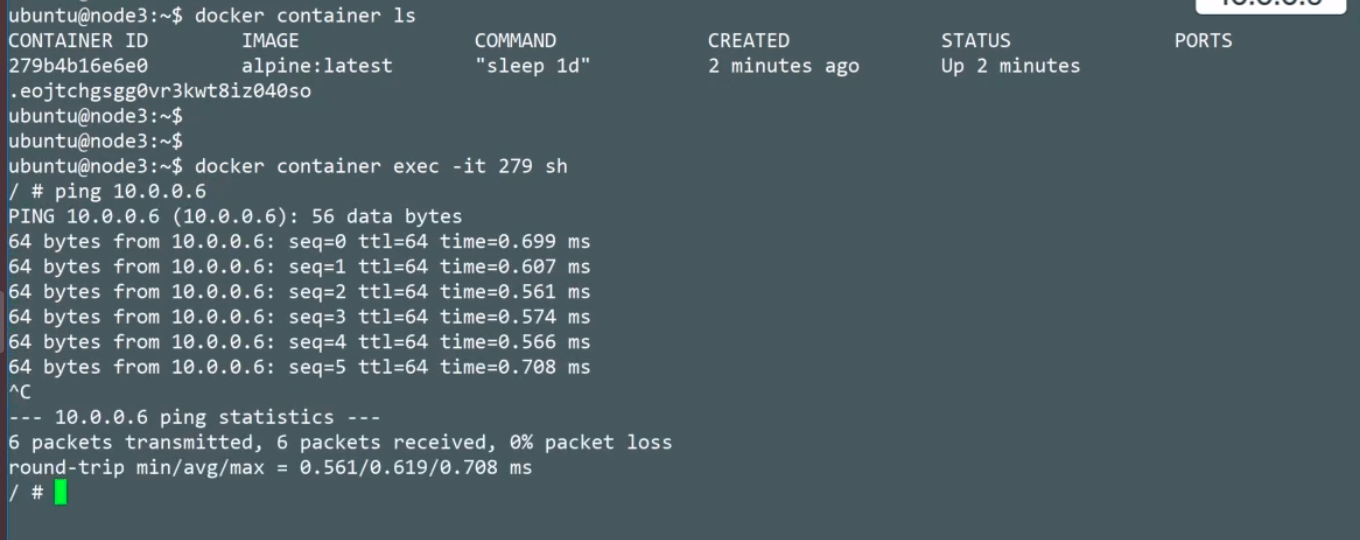 ubuntu@node3:~$ docker container ls
CONTAINER ID IMAGE COMMAND CREATED STATUS PORTS
279b4b16e6e0 alpine:latest "sleep 1d" 2 minutes ago Up 2 minutes
.eojtchgsgg0vr3kwt8iz040so
ubuntu@node3:~$
ubuntu@node3:~$
ubuntu@node3:~$ docker container exec -it 279 sh
/ # ping 10.0.0.6
PING 10.0.0.6 (10.0.0.6): 56 data bytes
64 bytes from 10.0.0.6: seq=0 ttl=64 time=0.699 ms
64 bytes from 10.0.0.6: seq=1 ttl=64 time=0.607 ms
64 bytes from 10.0.0.6: seq=2 ttl=64 time=0.561 ms
64 bytes from 10.0.0.6: seq=3 ttl=64 time=0.574 ms
64 bytes from 10.0.0.6: seq=4 ttl=64 time=0.566 ms
64 bytes from 10.0.0.6: seq=5 ttl=64 time=0.708 ms
^C
--- 10.0.0.6 ping statistics ---
6 packets transmitted, 6 packets received, 0% packet loss
round-trip min/avg/max = 0.561/0.619/0.708 ms
/ #